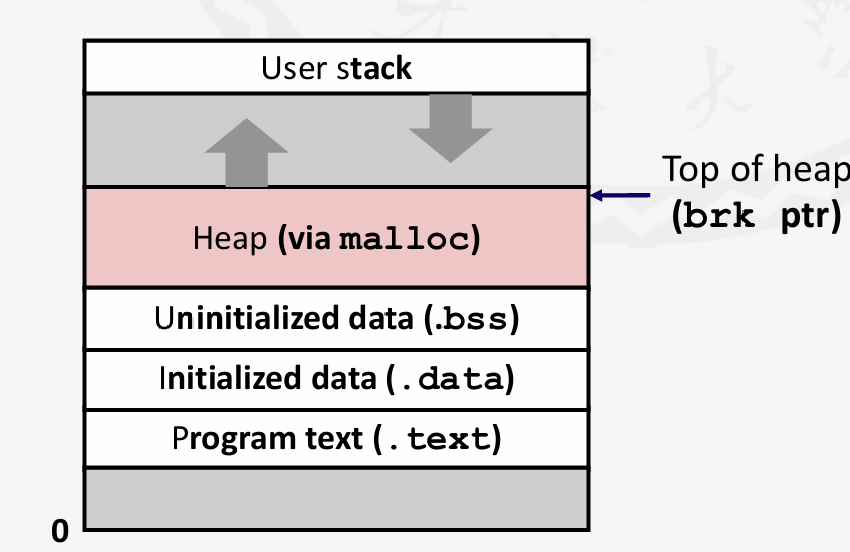 User stack
Top of heap
(brk ptr)
Heap (via malloc)
Uninitialized data (.bss)
Initialized data (.data)
Program text (.text)
0